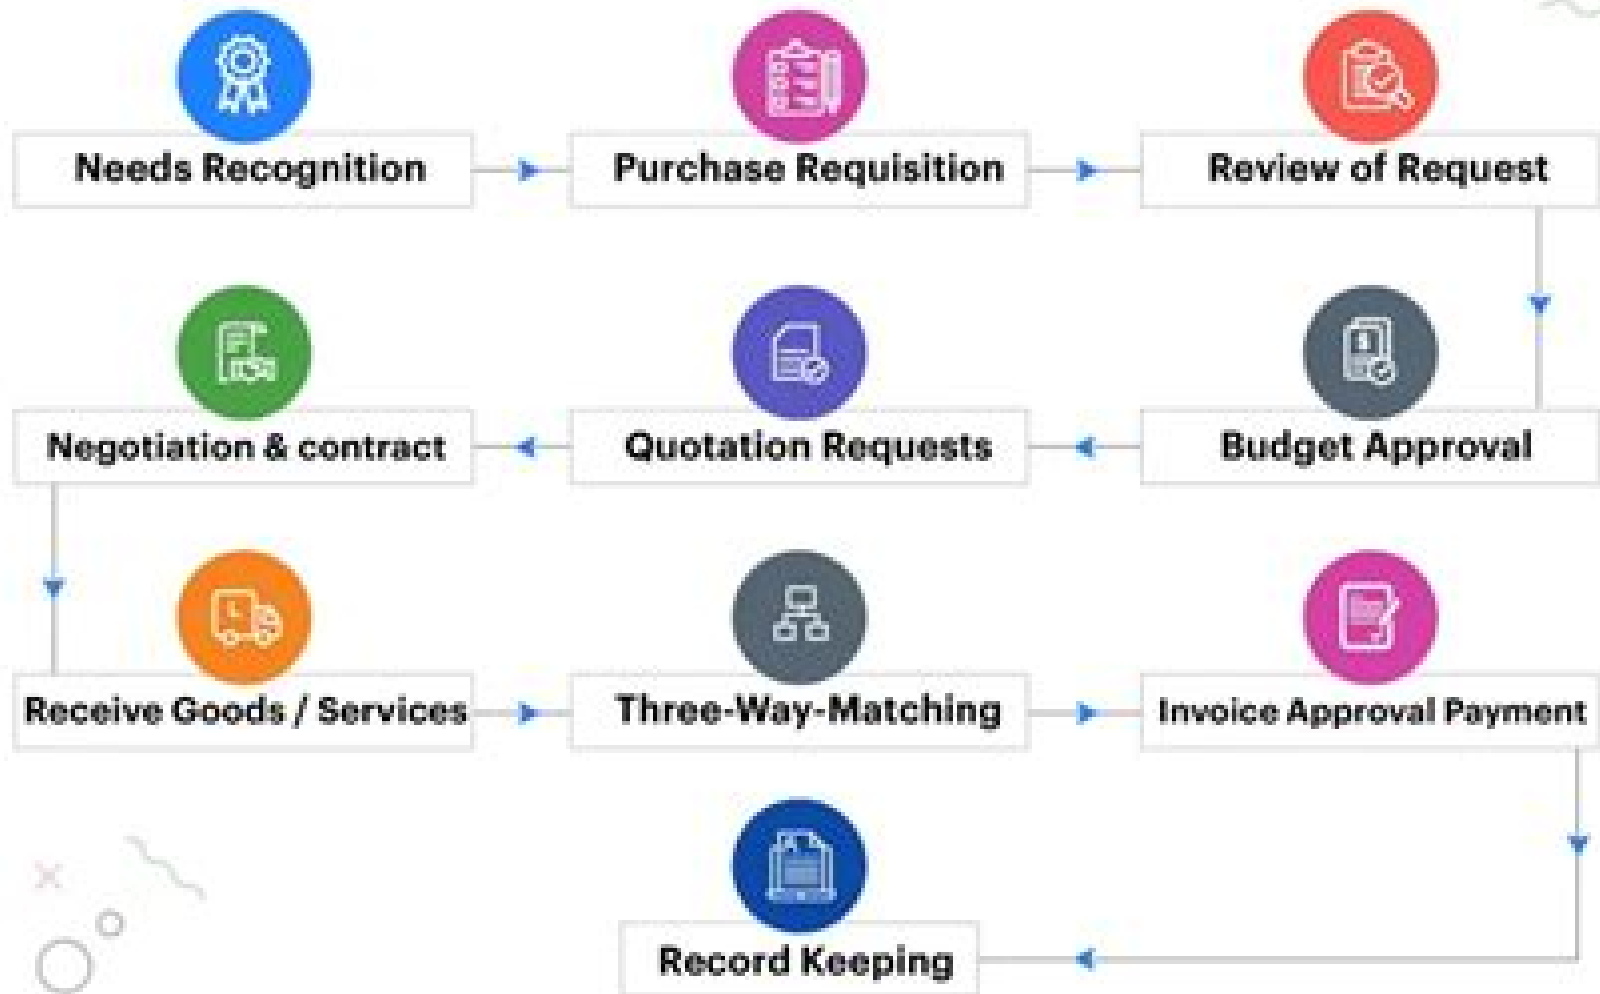 Needs Recognition
Purchase Requisition
Review of Request
Budget Approval
Quotation Requests
Negotiation & contract
Receive Goods / Services
Three-Way-Matching
Invoice Approval Payment
Record Keeping